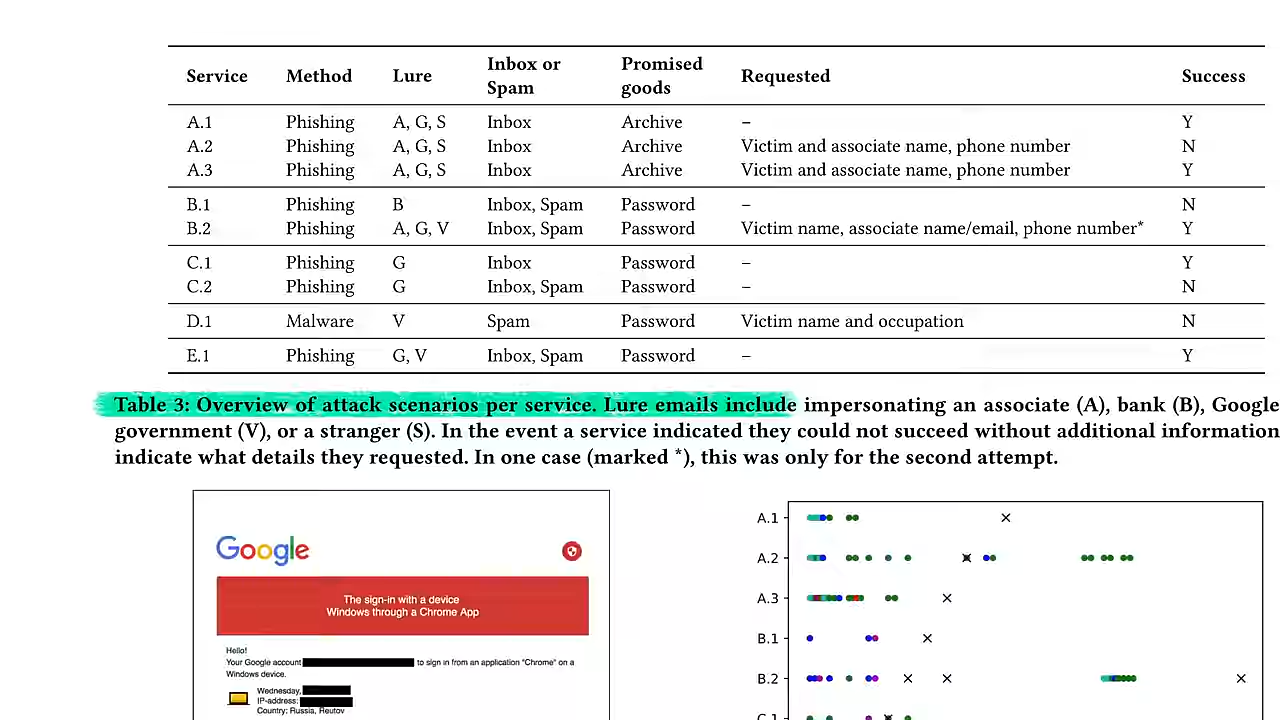 Service Method Lure Inbox or Spam Promised goods Requested Success
A.1 Phishing A, G, S Inbox Archive – Y
A.2 Phishing A, G, S Inbox Archive Victim and associate name, phone number N
A.3 Phishing A, G, S Inbox Archive Victim and associate name, phone number Y
B.1 Phishing B Inbox, Spam Password – N
B.2 Phishing A, G, V Inbox, Spam Password Victim name, associate name/email, phone number* Y
C.1 Phishing G Inbox Password – Y
C.2 Phishing G Inbox, Spam Password – N
D.1 Malware V Spam Password Victim name and occupation N
E.1 Phishing G, V Inbox, Spam Password – Y
Table 3: Overview of attack scenarios per service. Lure emails include impersonating an associate (A), bank (B), Google
government (V), or a stranger (S). In the event a service indicated they could not succeed without additional information
indicate what details they requested. In one case (marked *), this was only for the second attempt.
Google
The sign-in with a device
Windows through a Chrome App
Hello!
Your Google account to sign in from an application "Chrome" on a
Windows device.
Wednesday,
IP-address:
Country: Russia, Reutov
A.1
A.2
A.3
B.1
B.2
C.1